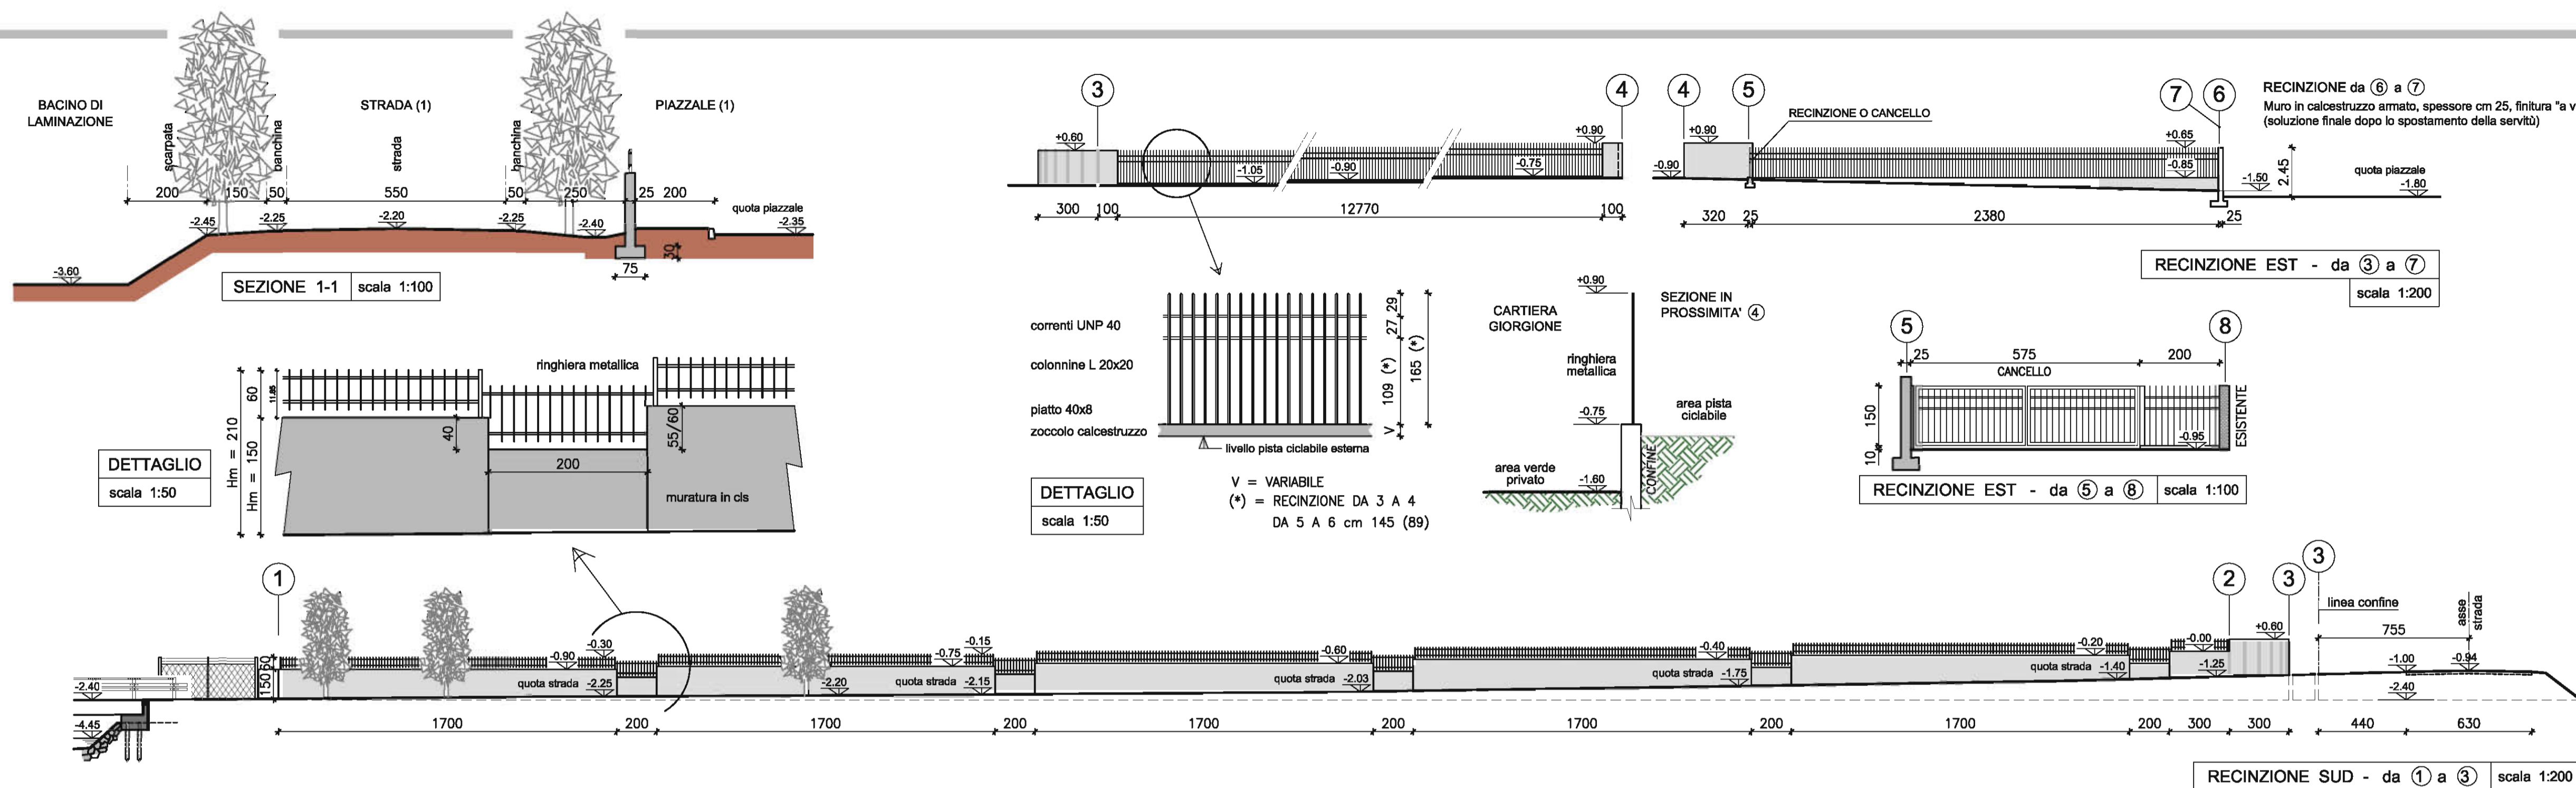 BACINO DI
LAMINAZIONE
scarpata
banchina
STRADA (1)
strada
banchina
PIAZZALE (1)
200 150 50 550 50 250 25 200
quota piazzale
-2.45 -2.25 -2.20 -2.25 -2.40 -2.35
-3.60
30
75
SEZIONE 1-1 scala 1:100
3 4
+0.60 +0.90
-1.05 -0.90 -0.75
300 100 12770 100
4 5 7 6
RECINZIONE O CANCELLO
+0.90 +0.65
-0.90 -0.85
-1.50
2.45
quota piazzale
-1.80
320 25 2380 25
RECINZIONE da 6 a 7
Muro in calcestruzzo armato, spessore cm 25, finitura "a v
(soluzione finale dopo lo spostamento della servitù)
RECINZIONE EST - da 3 a 7
scala 1:200
ringhiera metallica
Hm = 210
Hm = 150
60
11.85
40
55/60
200
muratura in cls
DETTAGLIO
scala 1:50
correnti UNP 40
colonnine L 20x20
piatto 40x8
zoccolo calcestruzzo
29
27
109 (*)
165 (*)
V
livello pista ciclabile esterna
V = VARIABILE
(*) = RECINZIONE DA 3 A 4
DA 5 A 6 cm 145 (89)
DETTAGLIO
scala 1:50
+0.90
CARTIERA
GIORGIONE
SEZIONE IN
PROSSIMITA' 4
ringhiera
metallica
-0.75
area pista
ciclabile
area verde
privato
-1.60
CONFINE
5 8
25 575 200
CANCELLO
150
10
-0.95
ESISTENTE
RECINZIONE EST - da 5 a 8 scala 1:100
1 2 3 3
linea confine
asse
strada
755
-2.40
-4.45
150 60
-0.90 -0.30
quota strada -2.25
-2.20
-0.75 -0.15
quota strada -2.15
-0.60
quota strada -2.03
-0.40
quota strada -1.75
-0.20 -0.00
quota strada -1.40 -1.25
+0.60
-1.00 -0.94
-2.40
1700 200 1700 200 1700 200 1700 200 1700 200 300 300 440 630
RECINZIONE SUD - da 1 a 3 scala 1:200